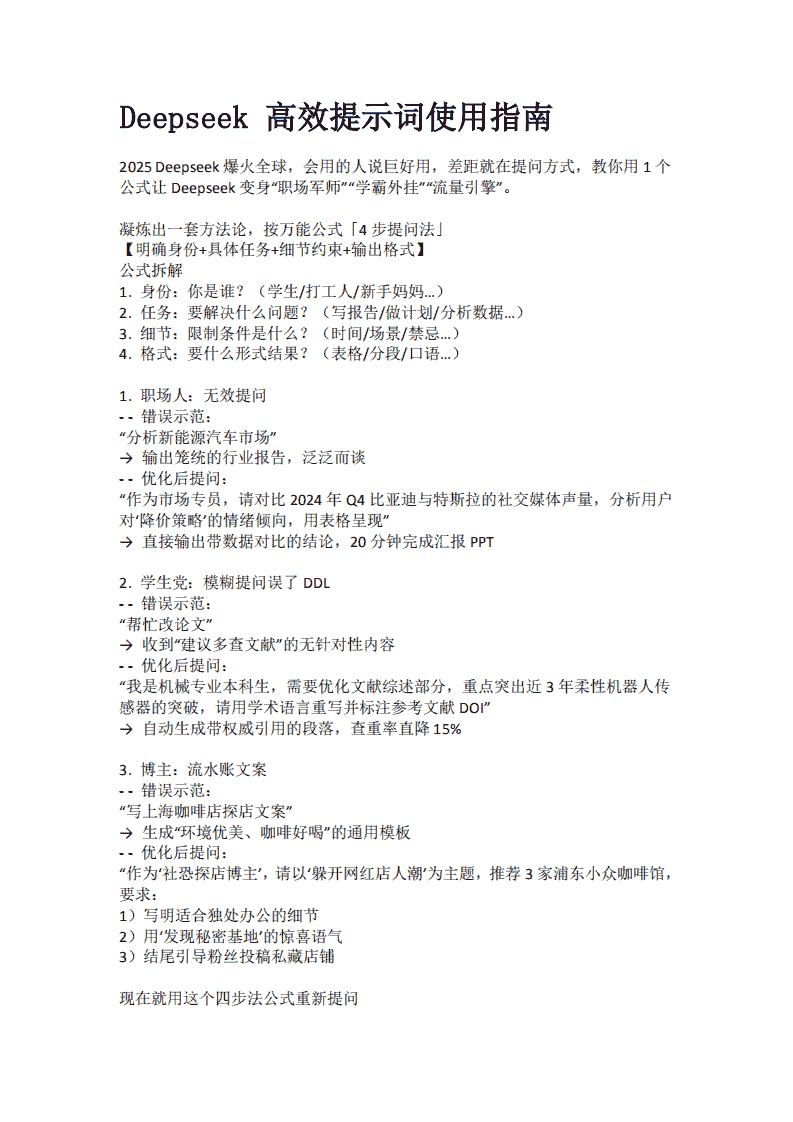 Deepseek 高效提示词使用指南
2025 Deepseek 爆火全球，会用的人说巨好用，差距就在提问方式，教你用 1 个
公式让 Deepseek 变身“职场军师”“学霸外挂”“流量引擎”。
凝炼出一套方法论，按万能公式「4 步提问法」
【明确身份+具体任务+细节约束+输出格式】
公式拆解
1. 身份：你是谁？（学生/打工人/新手妈妈…）
2. 任务：要解决什么问题？（写报告/做计划/分析数据…）
3. 细节：限制条件是什么？（时间/场景/禁忌…）
4. 格式：要什么形式结果？（表格/分段/口语…）
1. 职场人：无效提问
- - 错误示范：
“分析新能源汽车市场”
→ 输出笼统的行业报告，泛泛而谈
- - 优化后提问：
“作为市场专员，请对比 2024 年 Q4 比亚迪与特斯拉的社交媒体声量，分析用户
对‘降价策略’的情绪倾向，用表格呈现”
→ 直接输出带数据对比的结论，20 分钟完成汇报 PPT
2. 学生党：模糊提问误了 DDL
- - 错误示范：
“帮忙改论文”
→ 收到“建议多查文献”的无针对性内容
- - 优化后提问：
“我是机械专业本科生，需要优化文献综述部分，重点突出近 3 年柔性机器人传
感器的突破，请用学术语言重写并标注参考文献 DOI”
→ 自动生成带权威引用的段落，查重率直降 15%
3. 博主：流水账文案
- - 错误示范：
“写上海咖啡店探店文案”
→ 生成“环境优美、咖啡好喝”的通用模板
- - 优化后提问：
“作为‘社恐探店博主’，请以‘躲开网红店人潮’为主题，推荐 3 家浦东小众咖啡馆，
要求：
1）写明适合独处办公的细节
2）用‘发现秘密基地’的惊喜语气
3）结尾引导粉丝投稿私藏店铺
现在就用这个四步法公式重新提问